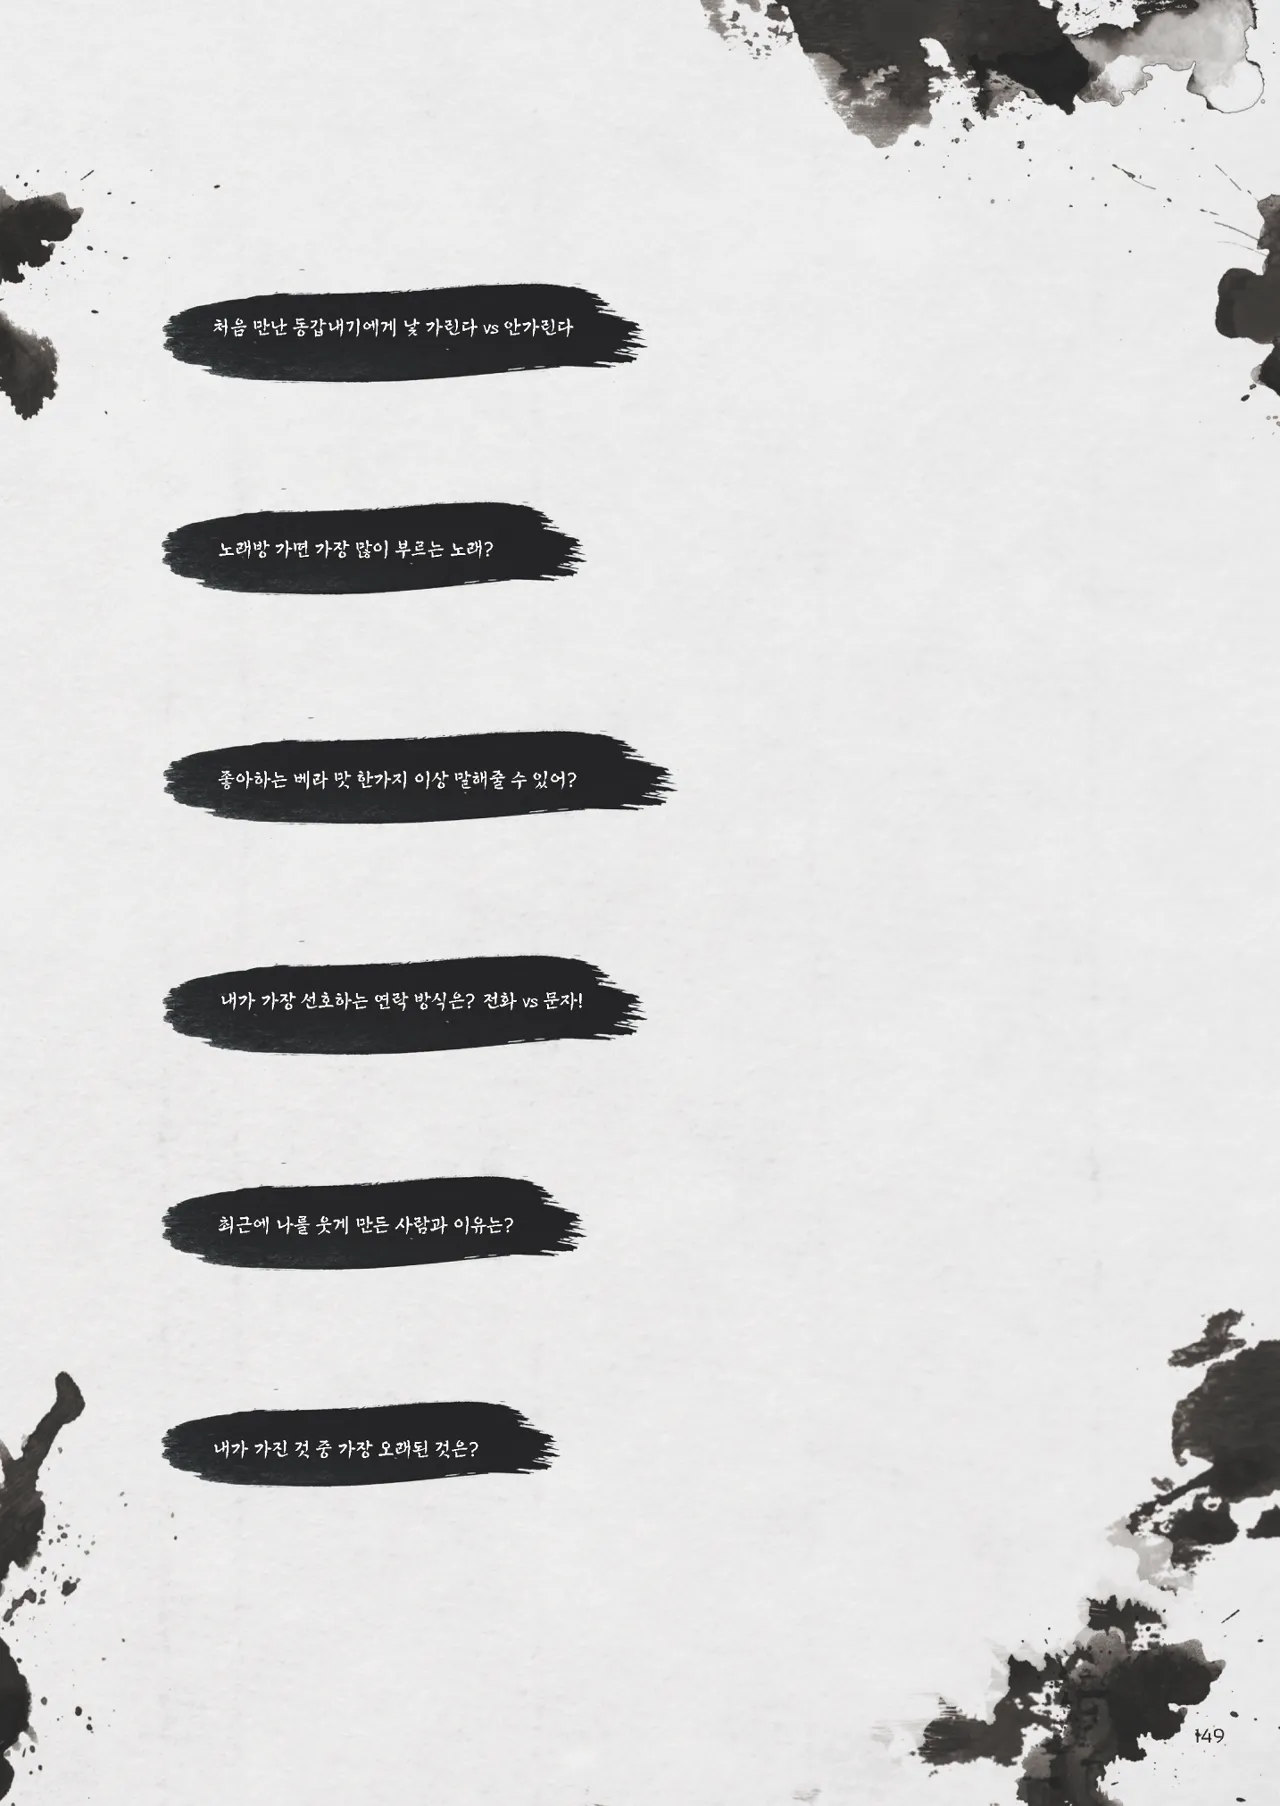 처음 만난 동갑내기에게 낯 가린다 vs 안가린다
노래방 가면 가장 많이 부르는 노래?
좋아하는 베라 맛 한가지 이상 말해줄 수 있어?
내가 가장 선호하는 연락 방식은? 전화 vs 문자!
최근에 나를 웃게 만든 사람과 이유는?
내가 가진 것 중 가장 오래된 것은?
149